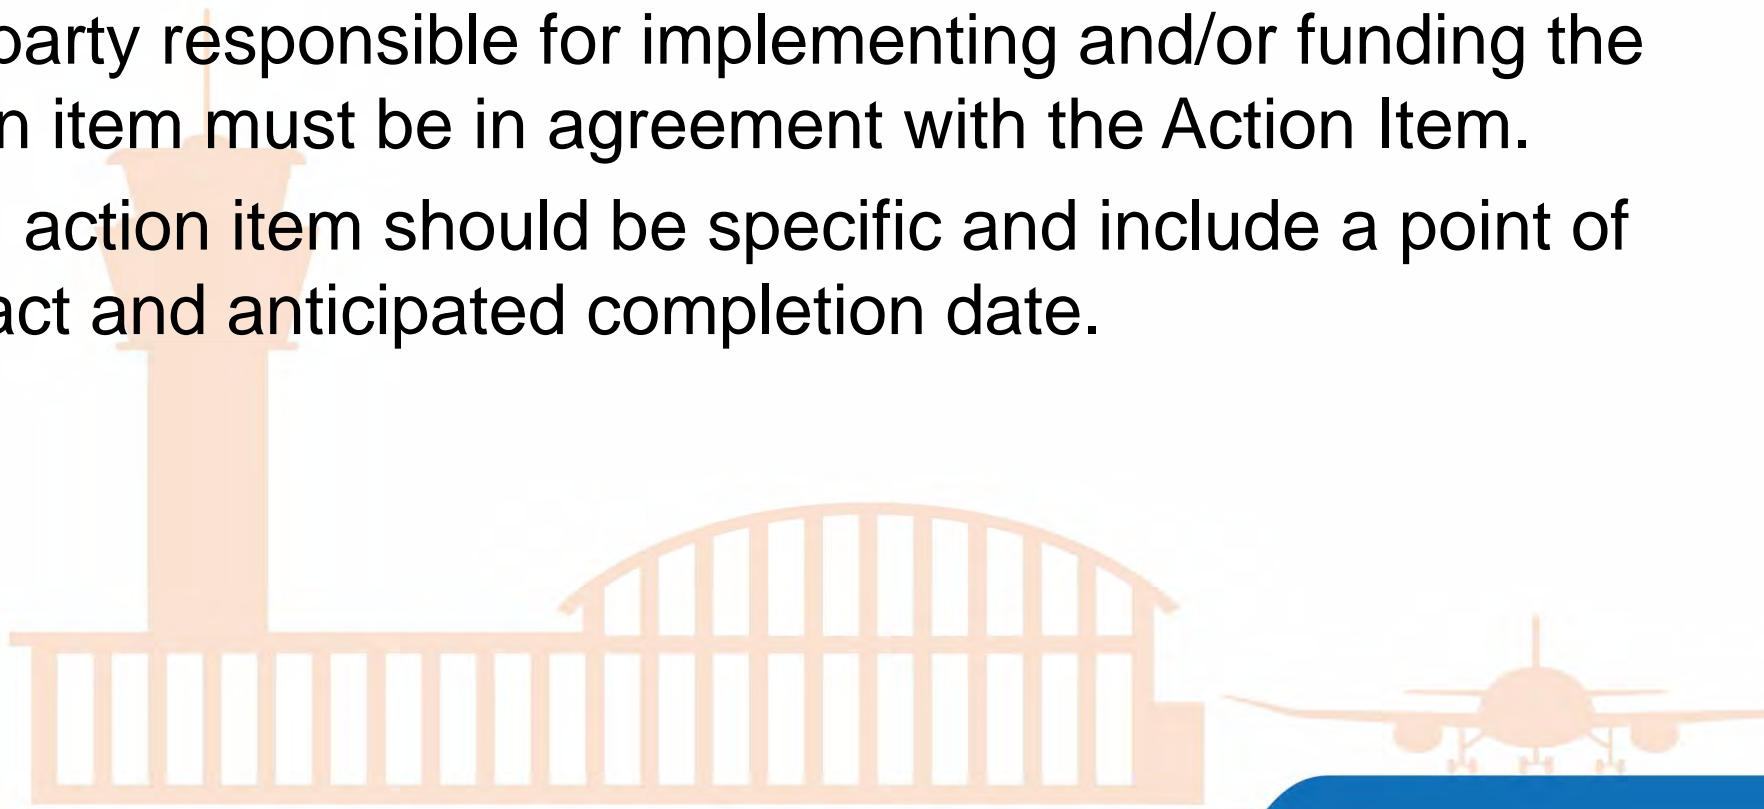 party responsible for implementing and/or funding the
n item must be in agreement with the Action Item.
action item should be specific and include a point of
act and anticipated completion date.